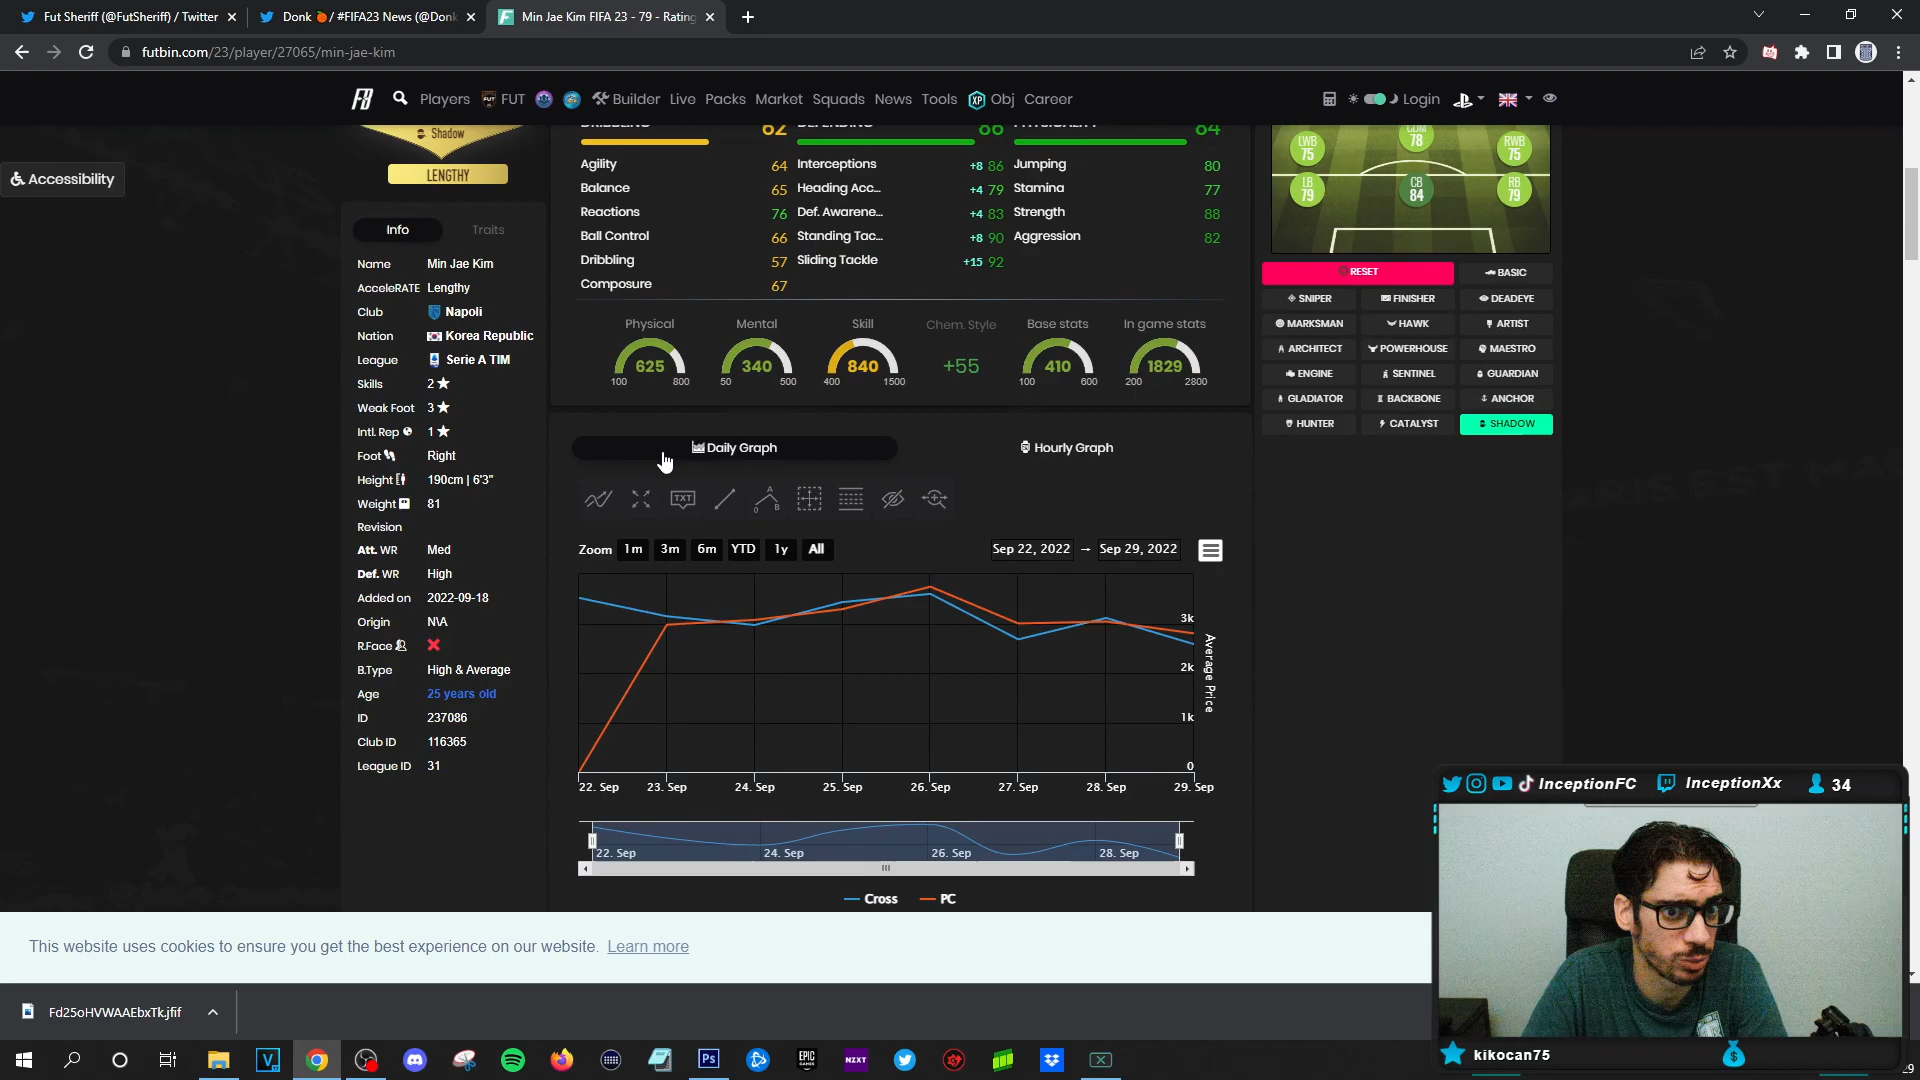 Fut Sheriff (@FutSheriff) / Twitter
Donk / #FIFA23 News (@Donk
Min Jae Kim FIFA 23 - 79 - Rating
futbin.com/23/player/27065/min-jae-kim
Players FUT Builder Live Packs Market Squads News Tools XP Obj Career
Login
Accessibility
Shadow
LENGTHY
62
86
84
Agility 64
Balance 65
Reactions 76
Ball Control 66
Dribbling 57
Composure 67
Interceptions +8 86
Heading Acc... +4 79
Def. Awarene... +4 83
Standing Tac... +8 90
Sliding Tackle +15 92
Jumping 80
Stamina 77
Strength 88
Aggression 82
Physical 625 100 800
Mental 340 50 500
Skill 840 400 1500
Chem. Style +55
Base stats 410 100 600
In game stats 1829 200 2800
LWB 75
CDM 78
RWB 75
LB 79
CB 84
RB 79
RESET BASIC
SNIPER FINISHER DEADEYE
MARKSMAN HAWK ARTIST
ARCHITECT POWERHOUSE MAESTRO
ENGINE SENTINEL GUARDIAN
GLADIATOR BACKBONE ANCHOR
HUNTER CATALYST SHADOW
Info Traits
Name Min Jae Kim
AcceleRATE Lengthy
Club Napoli
Nation Korea Republic
League Serie A TIM
Skills 2
Weak Foot 3
Intl. Rep 1
Foot Right
Height 190cm | 6'3"
Weight 81
Revision
Att. WR Med
Def. WR High
Added on 2022-09-18
Origin N\A
R.Face
B.Type High & Average
Age 25 years old
ID 237086
Club ID 116365
League ID 31
Daily Graph Hourly Graph
TXT
Zoom 1m 3m 6m YTD 1y All
Sep 22, 2022 → Sep 29, 2022
3k
2k
1k
0
Average Price
22. Sep 23. Sep 24. Sep 25. Sep 26. Sep 27. Sep 28. Sep 29. Sep
22. Sep 24. Sep 26. Sep 28. Sep
Cross PC
This website uses cookies to ensure you get the best experience on our website. Learn more
InceptionFC InceptionXx 34
kikocan75
Fd25oHVWAAEbxTk.jfif
Ps
EPIC GAMES
NZXT